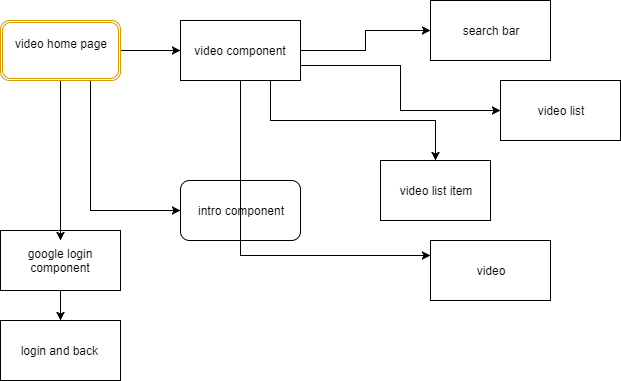 video home page
video component
search bar
video list
video list item
intro component
google login
component
video
login and back